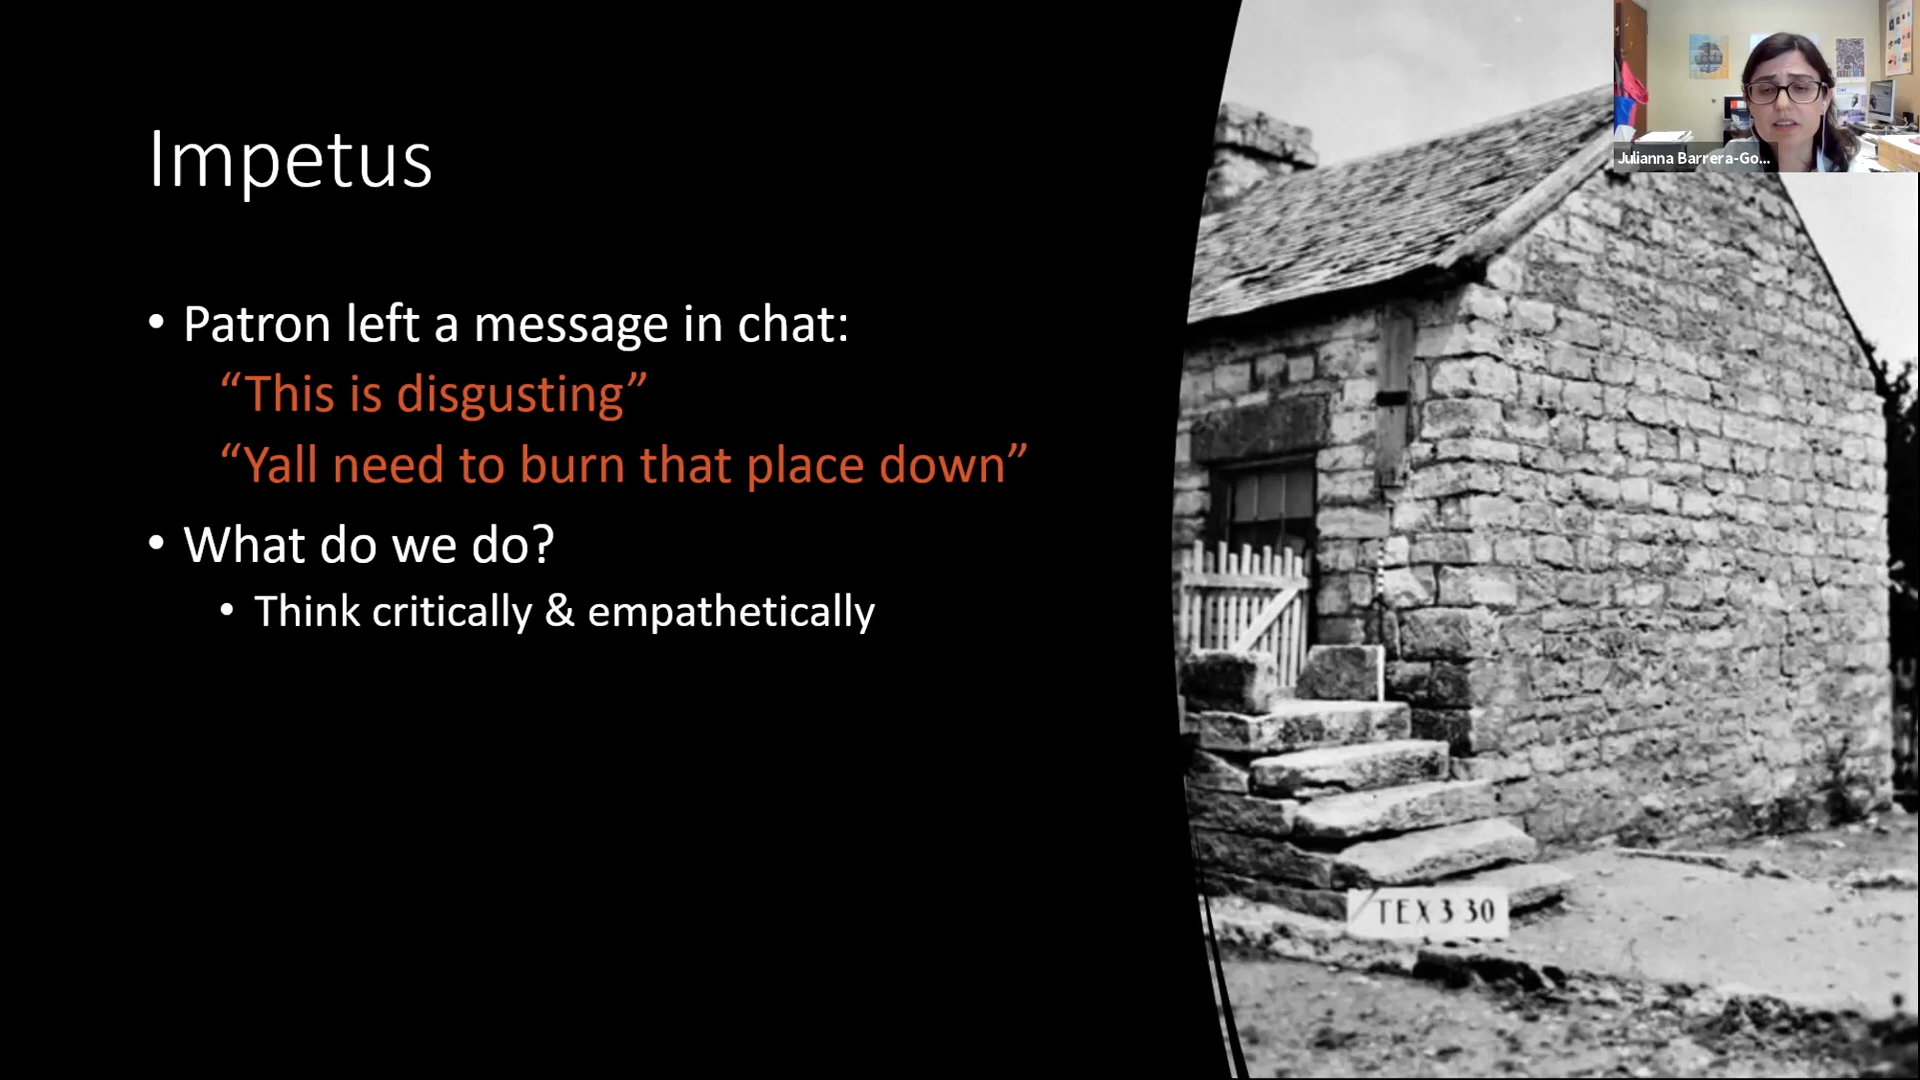 Impetus
• Patron left a message in chat:
“This is disgusting”
“Yall need to burn that place down”
• What do we do?
• Think critically & empathetically
Julianna Barrera-Go...
TEX 3 30